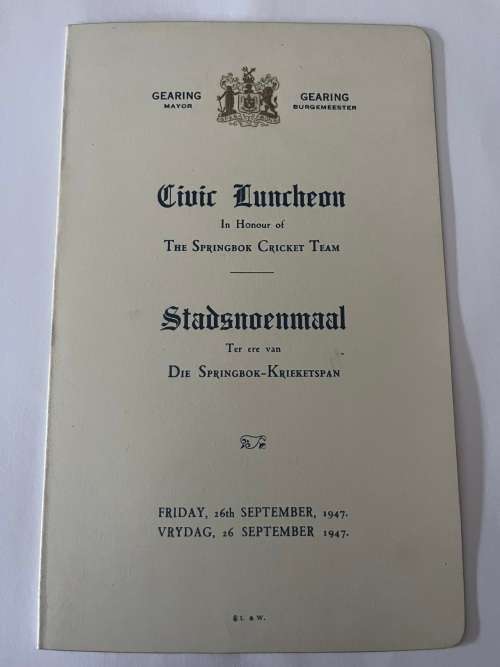 GEARING
MAYOR
GEARING
BURGEMEESTER
Civic Luncheon
In Honour of
THE SPRINGBOK CRICKET TEAM
Stadsnoenmaal
Ter ere van
DIE SPRINGBOK-KRIEKETSPAN
FRIDAY, 26th SEPTEMBER, 1947.
VRYDAG, 26 SEPTEMBER 1947.
& W.